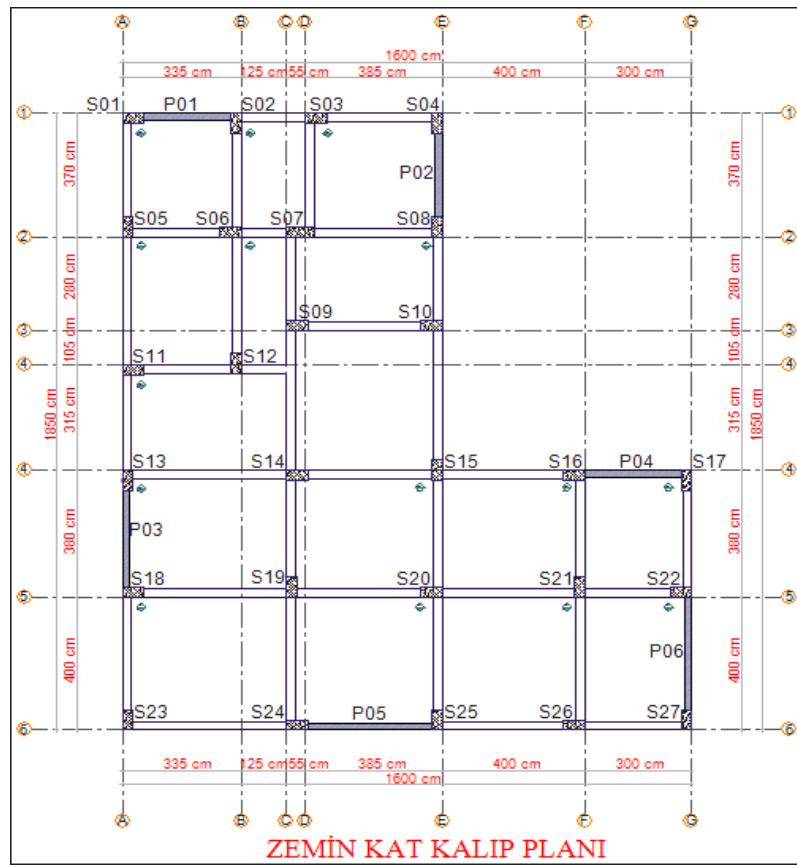 A B C D E F G
1600 cm
335 cm 125 cm 55 cm 385 cm 400 cm 300 cm
S01 P01 S02 S03 S04
1 1
370 cm P02 370 cm
S05 S06 S07 S08
2 2
280 cm 280 cm
S09 S10
3 3
105 cm 105 cm
S11 S12
4 4
1850 cm 315 cm 315 cm 1850 cm
S13 S14 S15 S16 P04 S17
4 4
380 cm P03 380 cm
S18 S19 S20 S21 S22
5 5
400 cm P06 400 cm
S23 S24 P05 S25 S26 S27
6 6
335 cm 125 cm 55 cm 385 cm 400 cm 300 cm
1600 cm
A B C D E F G
ZEMİN KAT KALIP PLANI